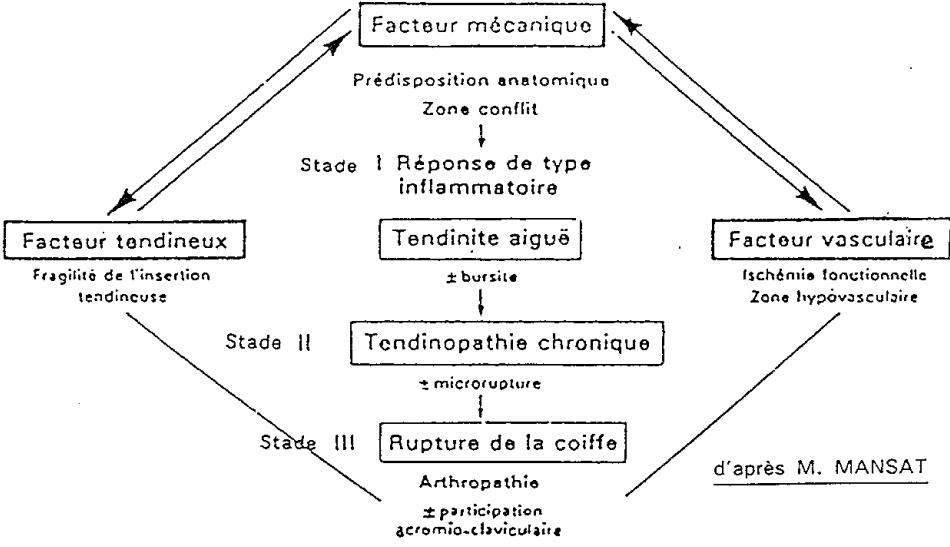 Facteur mécanique
Prédisposition anatomique
Zone conflit
Stade I Réponse de type
inflammatoire
Facteur tendineux
Fragilité de l'insertion
tendineuse
Tendinite aiguë
± bursite
Facteur vasculaire
Ischémie fonctionnelle
Zone hypovasculaire
Stade II
Tendinopathie chronique
± microrupture
Stade III
Rupture de la coiffe
Arthropathie
± participation
acromio-claviculaire
d'après M. MANSAT